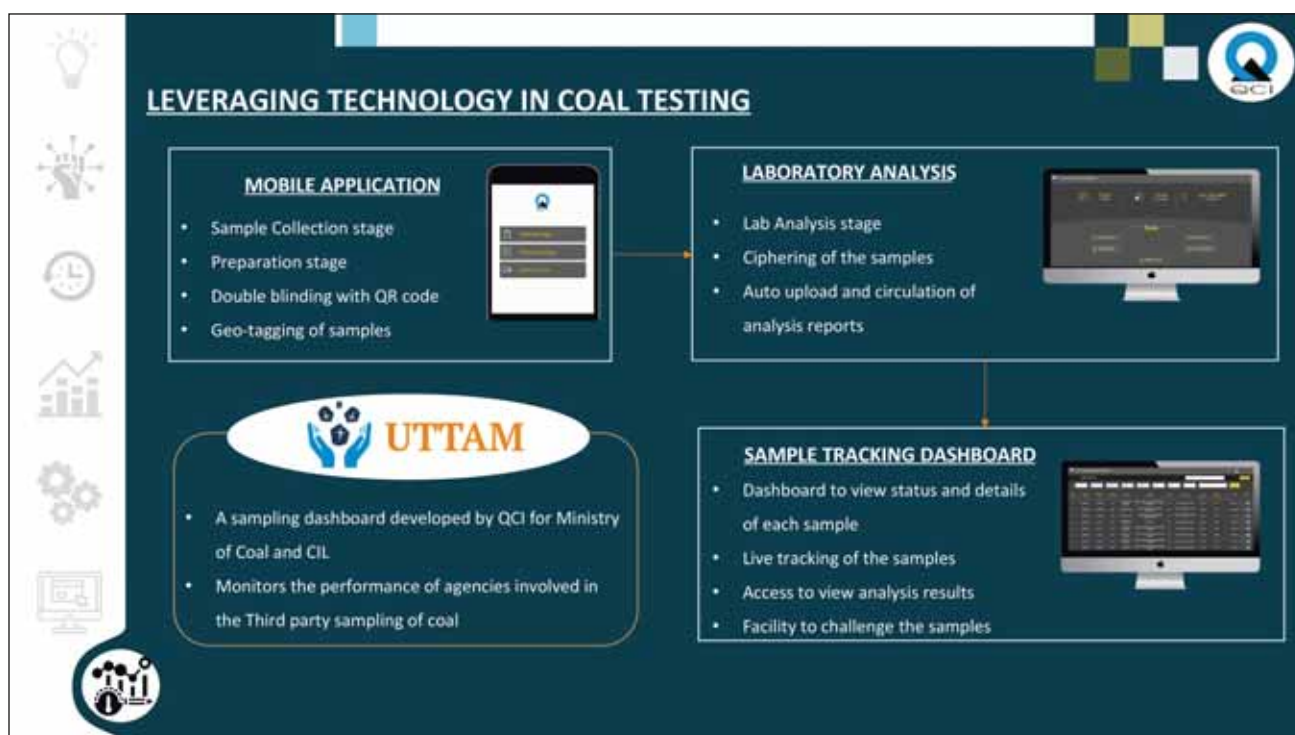 QCI
LEVERAGING TECHNOLOGY IN COAL TESTING
MOBILE APPLICATION
• Sample Collection stage
• Preparation stage
• Double blinding with QR code
• Geo-tagging of samples
LABORATORY ANALYSIS
• Lab Analysis stage
• Ciphering of the samples
• Auto upload and circulation of
analysis reports
UTTAM
• A sampling dashboard developed by QCI for Ministry
of Coal and CIL
• Monitors the performance of agencies involved in
the Third party sampling of coal
SAMPLE TRACKING DASHBOARD
• Dashboard to view status and details
of each sample
• Live tracking of the samples
• Access to view analysis results
• Facility to challenge the samples